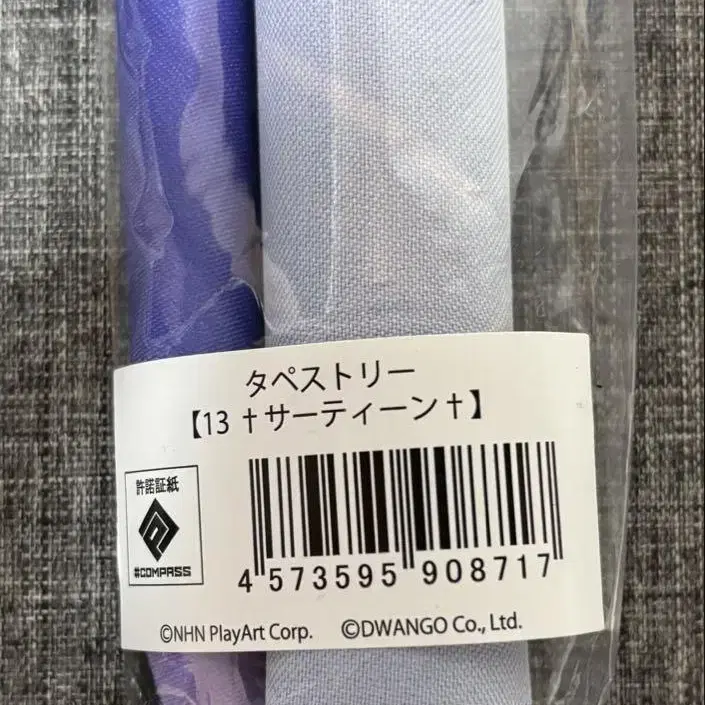 タペストリー
【13 †サーティーン†】
許諾証紙
#COMPASS
4 573595 908717
©NHN PlayArt Corp. ©DWANGO Co., Ltd.